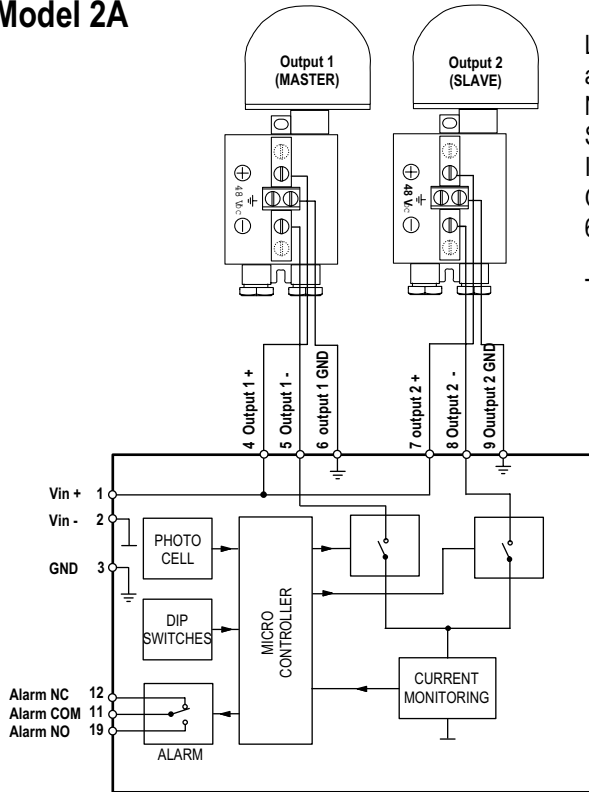 Model 2A
Output 1
(MASTER)
Output 2
(SLAVE)
48 VDC
48 Vc
4 Output 1 +
5 Output 1 -
6 output 1 GND
7 output 2 +
8 Output 2 -
9 Ouutput 2 GND
Vin + 1
Vin - 2
GND 3
PHOTO
CELL
DIP
SWITCHES
MICRO
CONTROLLER
CURRENT
MONITORING
Alarm NC 12
Alarm COM 11
Alarm NO 19
ALARM